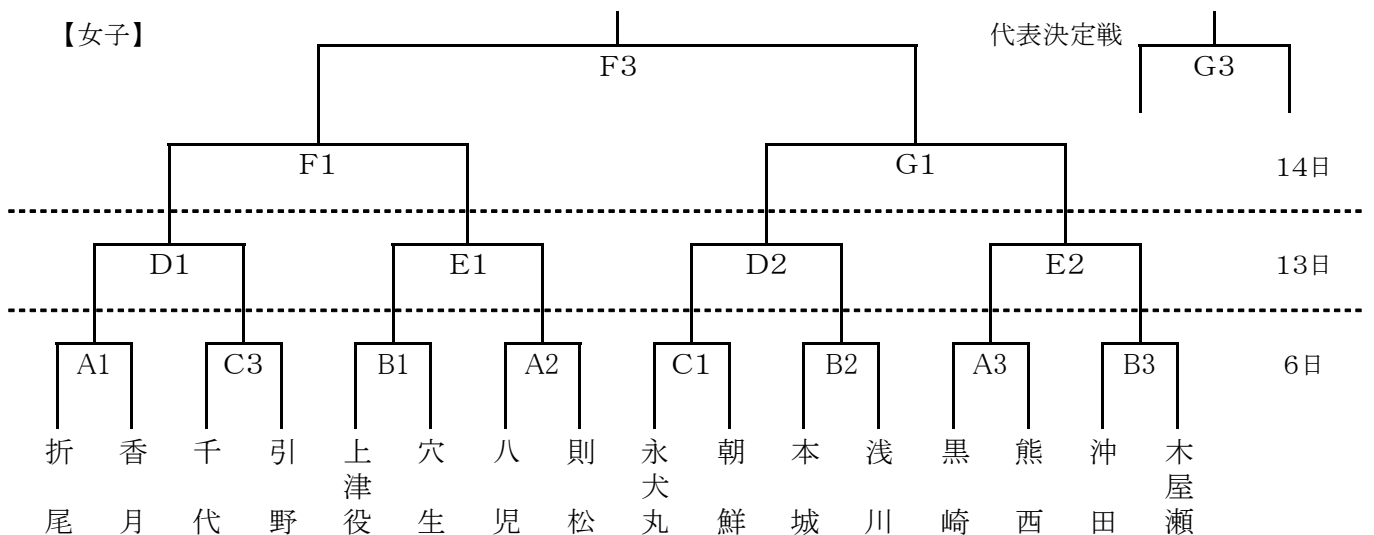 【女子】
代表決定戦
F3
G3
F1
G1
14日
D1
E1
D2
E2
13日
A1
C3
B1
A2
C1
B2
A3
B3
6日
折尾
香月
千代
引野
上津役
穴生
八児
則松
永犬丸
朝鮮
本城
浅川
黒崎
熊西
沖田
木屋瀬